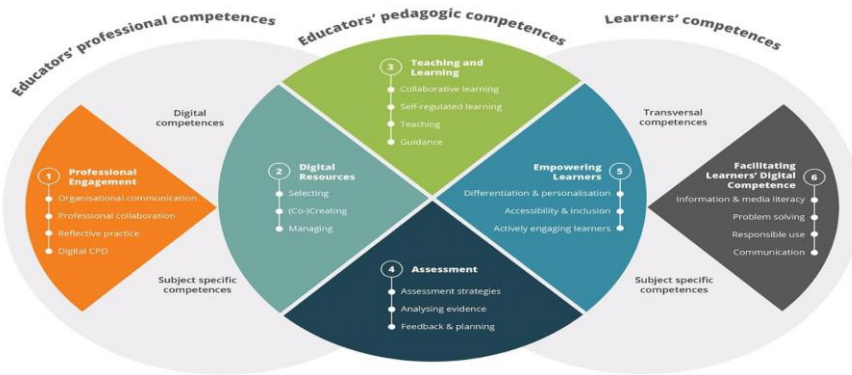 Educators' professional competences
Educators' pedagogic competences
Learners' competences
Digital
competences
Subject specific
competences
1
Professional
Engagement
Organisational communication
Professional collaboration
Reflective practice
Digital CPD
2
Digital
Resources
Selecting
(Co-)Creating
Managing
3
Teaching and
Learning
Collaborative learning
Self-regulated learning
Teaching
Guidance
4
Assessment
Assessment strategies
Analysing evidence
Feedback & planning
Empowering
Learners
5
Differentiation & personalisation
Accessibility & inclusion
Actively engaging learners
Transversal
competences
Subject specific
competences
Facilitating
Learners' Digital
Competence
6
Information & media literacy
Problem solving
Responsible use
Communication